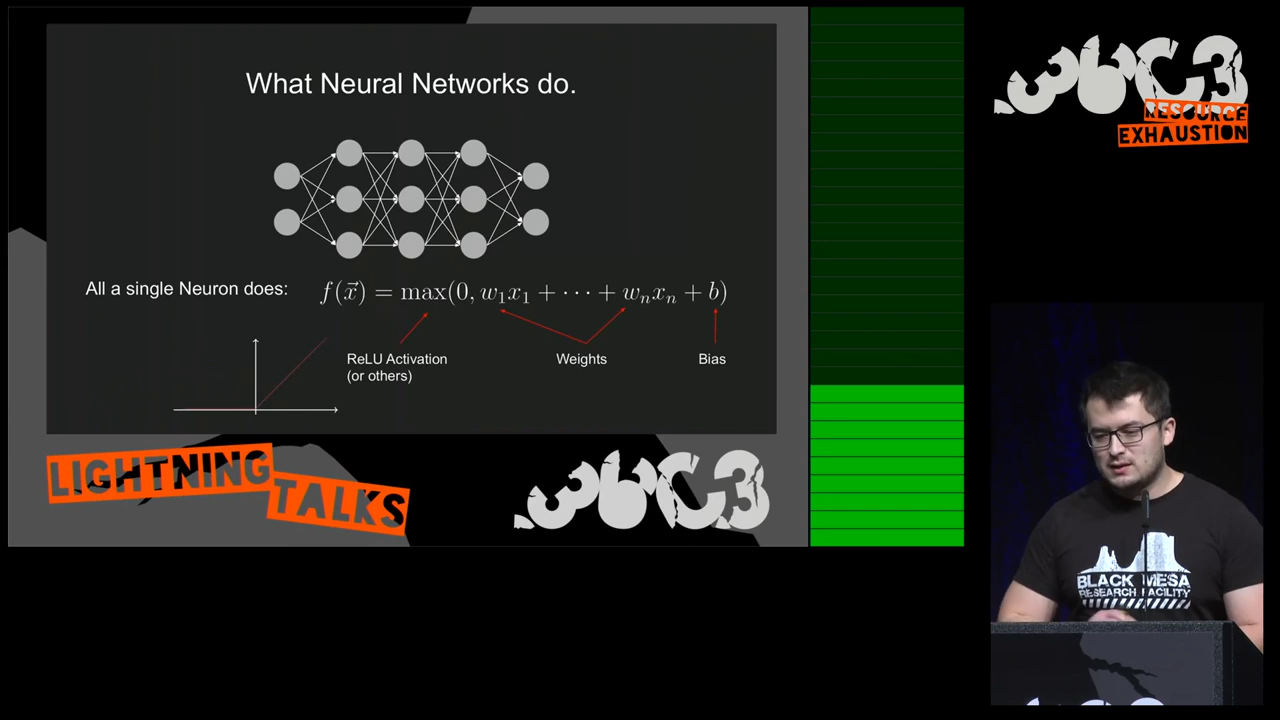 What Neural Networks do.
All a single Neuron does: f(x⃗) = max(0, w₁x₁ + ⋯ + wₙxₙ + b)
ReLU Activation
(or others)
Weights
Bias
LIGHTNING
TALKS
36C3
36C3
RESOURCE
EXHAUSTION
BLACK MESA
RESEARCH FACILITY